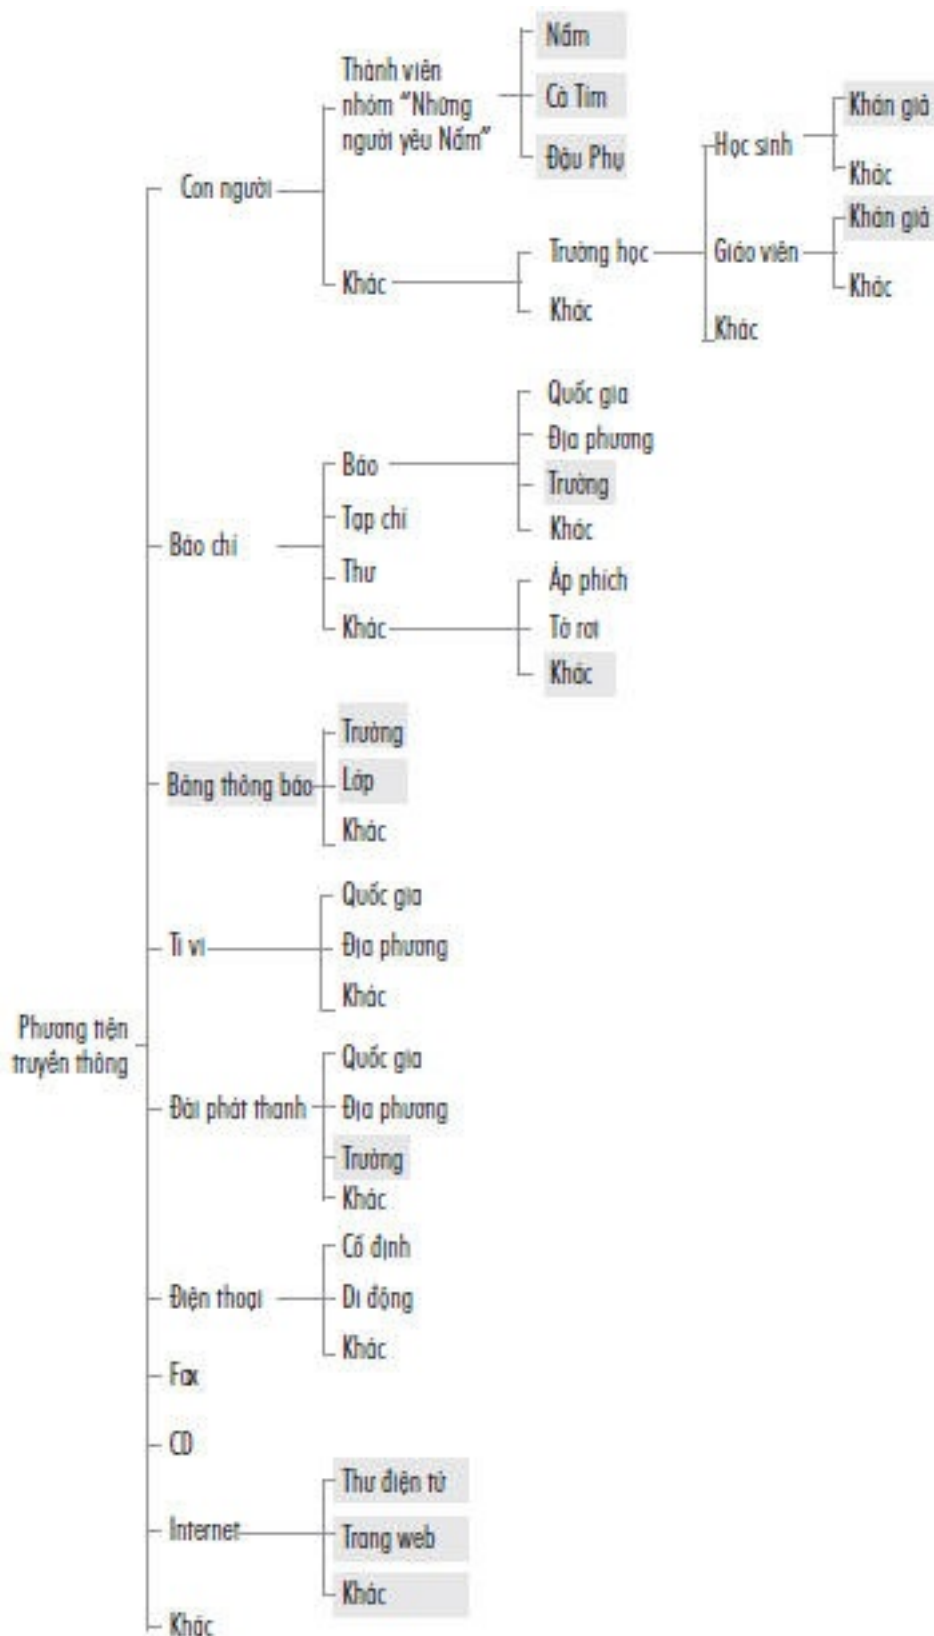 Nấm
Thành viên
nhóm "Những
người yêu Nấm"
Cà Tím
Khán giả
Đậu Phụ
Học sinh
Khác
Con người
Khán giả
Trường học
Giáo viên
Khác
Khác
Khác
Khác
Quốc gia
Địa phương
Báo
Trường
Tạp chí
Khác
Báo chí
Thư
Áp phích
Khác
Tờ rơi
Khác
Trường
Bảng thông báo
Lớp
Khác
Quốc gia
Ti vi
Địa phương
Khác
Phương tiện
truyền thông
Quốc gia
Đài phát thanh
Địa phương
Trường
Khác
Cố định
Điện thoại
Di động
Khác
Fax
CD
Thư điện tử
Internet
Trang web
Khác
Khác